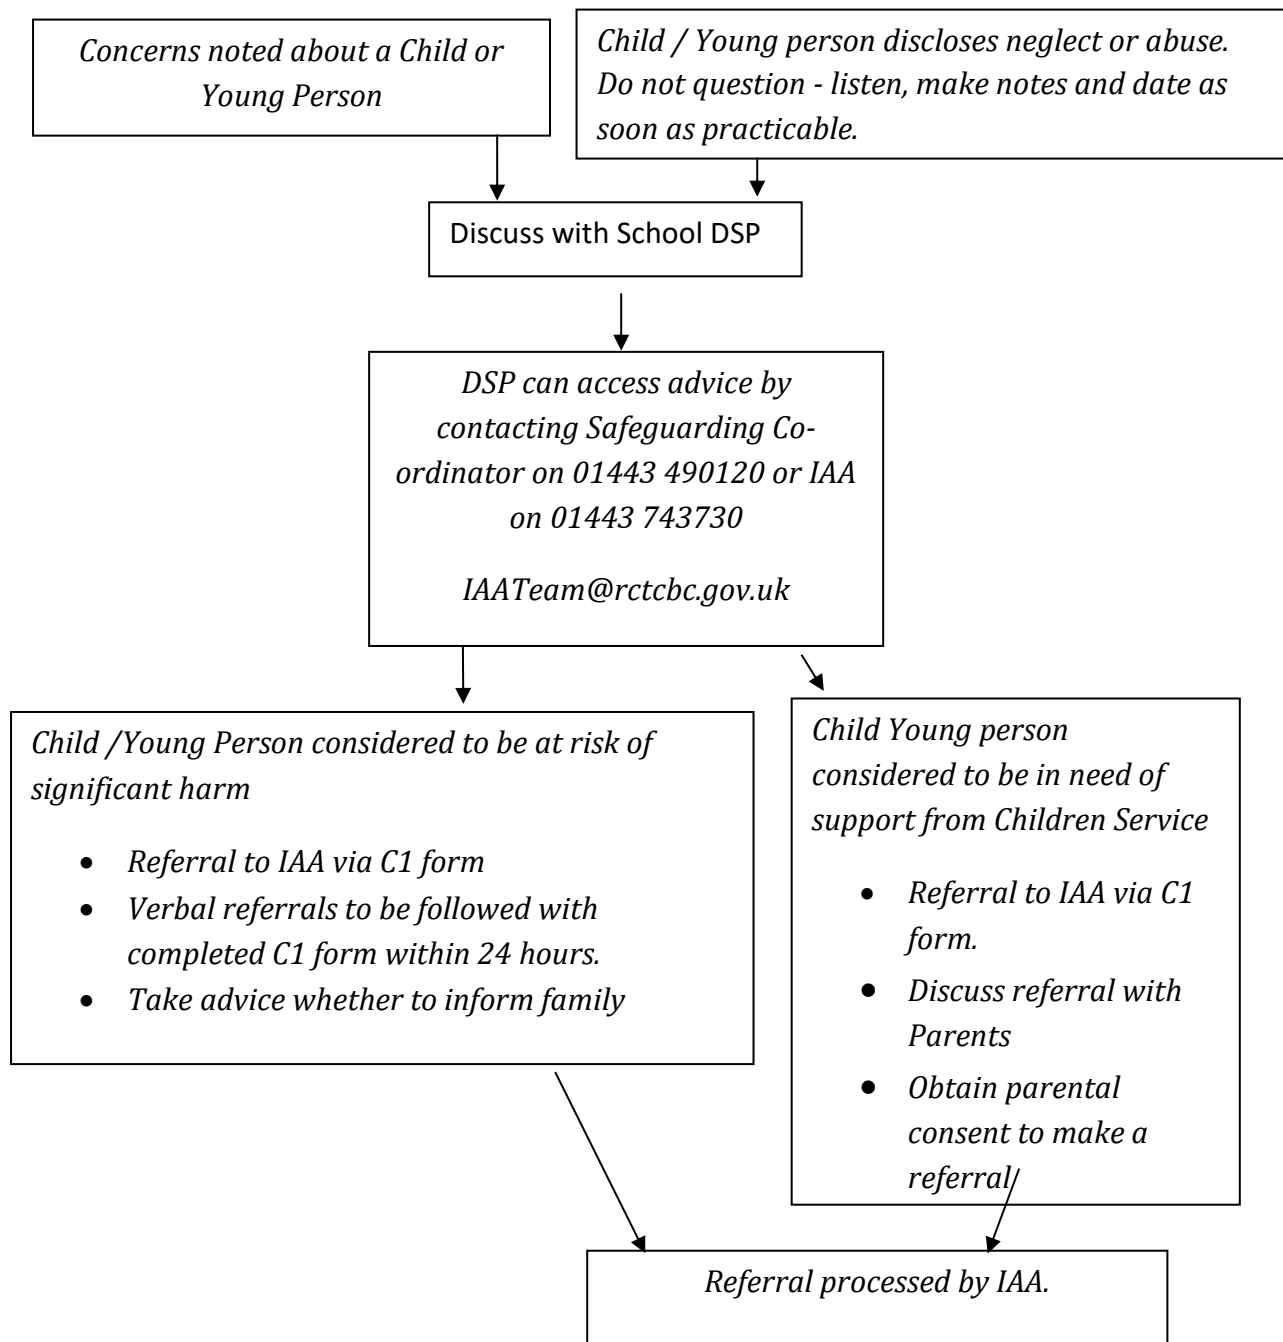 Concerns noted about a Child or
Young Person
Child / Young person discloses neglect or abuse.
Do not question - listen, make notes and date as
soon as practicable.
Discuss with School DSP
DSP can access advice by
contacting Safeguarding Co-
ordinator on 01443 490120 or IAA
on 01443 743730
IAATeam@rctcbc.gov.uk
Child /Young Person considered to be at risk of
significant harm
• Referral to IAA via C1 form
• Verbal referrals to be followed with
completed C1 form within 24 hours.
• Take advice whether to inform family
Child Young person
considered to be in need of
support from Children Service
• Referral to IAA via C1
form.
• Discuss referral with
Parents
• Obtain parental
consent to make a
referral
Referral processed by IAA.